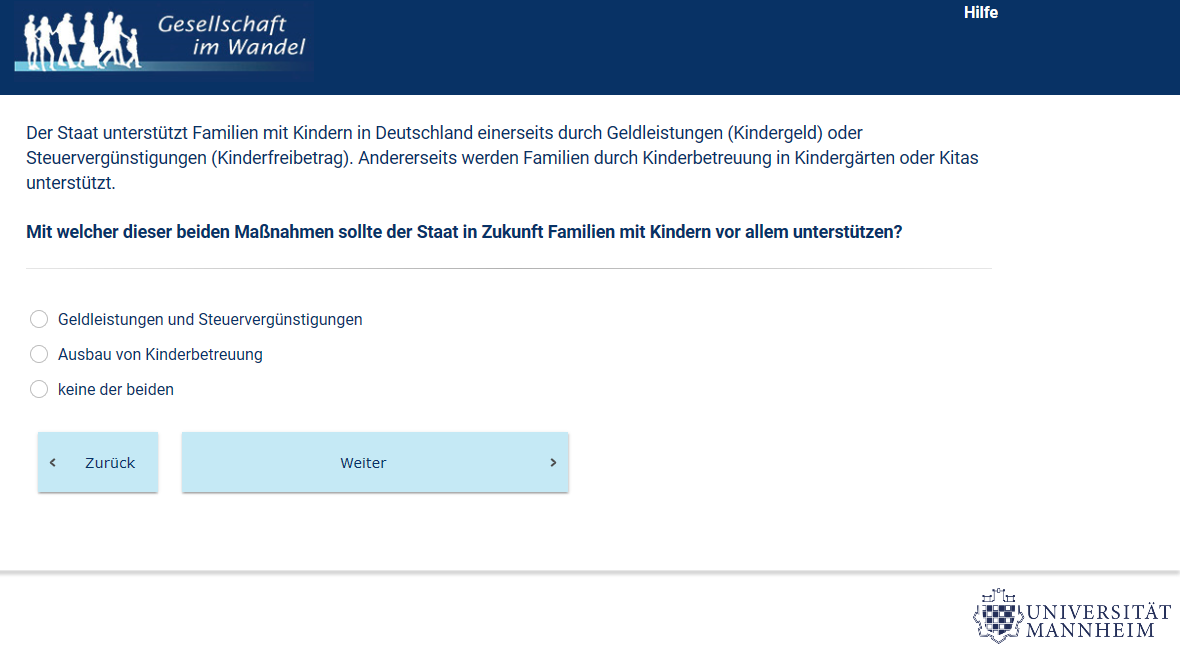 Gesellschaft
im Wandel
Hilfe
Der Staat unterstützt Familien mit Kindern in Deutschland einerseits durch Geldleistungen (Kindergeld) oder
Steuervergünstigungen (Kinderfreibetrag). Andererseits werden Familien durch Kinderbetreuung in Kindergärten oder Kitas
unterstützt.
Mit welcher dieser beiden Maßnahmen sollte der Staat in Zukunft Familien mit Kindern vor allem unterstützen?
Geldleistungen und Steuervergünstigungen
Ausbau von Kinderbetreuung
keine der beiden
Zurück
Weiter
UNIVERSITÄT
MANNHEIM